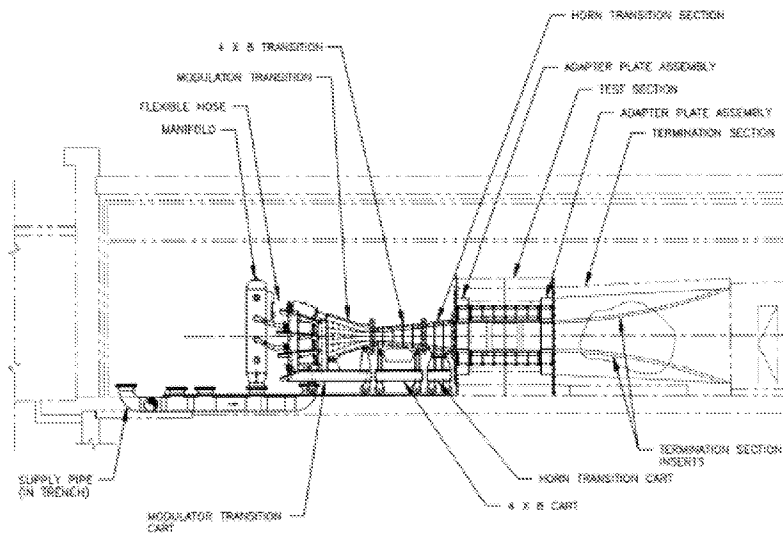 HORN TRANSITION SECTION
4 X 8 TRANSITION
ADAPTER PLATE ASSEMBLY
MODULATOR TRANSITION
TEST SECTION
FLEXIBLE HOSE
ADAPTER PLATE ASSEMBLY
MANIFOLD
TERMINATION SECTION
TERMINATION SECTION
INSERTS
SUPPLY PIPE
(IN TRENCH)
HORN TRANSITION CART
4 X 8 CART
MODULATOR TRANSITION
CART